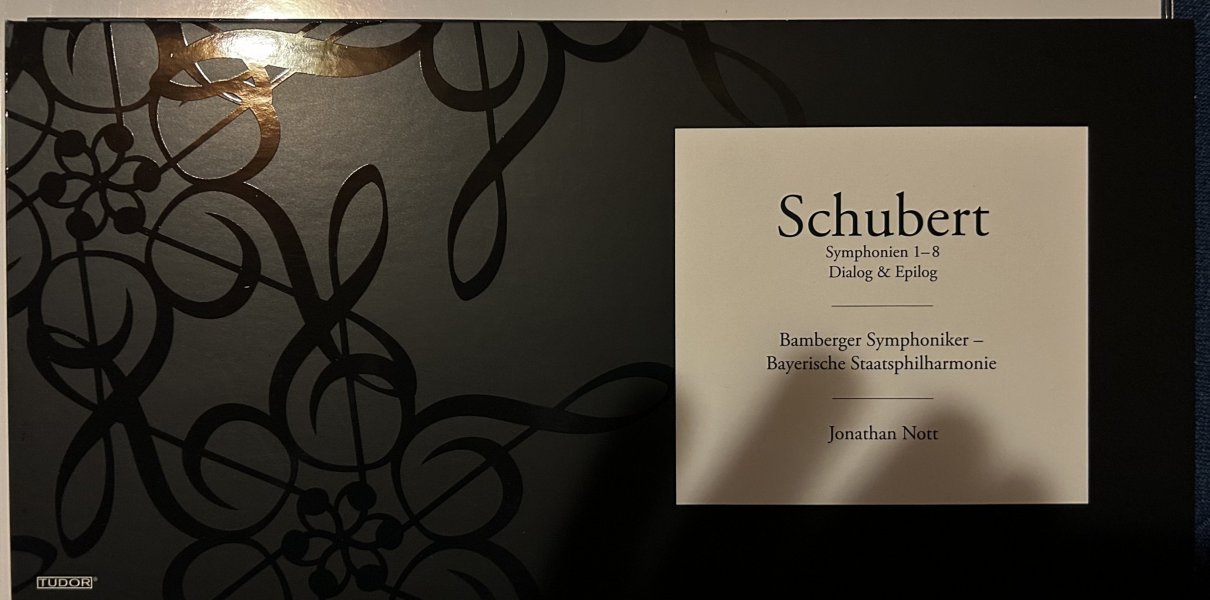 Schubert
Symphonien 1–8
Dialog & Epilog
Bamberger Symphoniker –
Bayerische Staatsphilharmonie
Jonathan Nott
TUDOR®